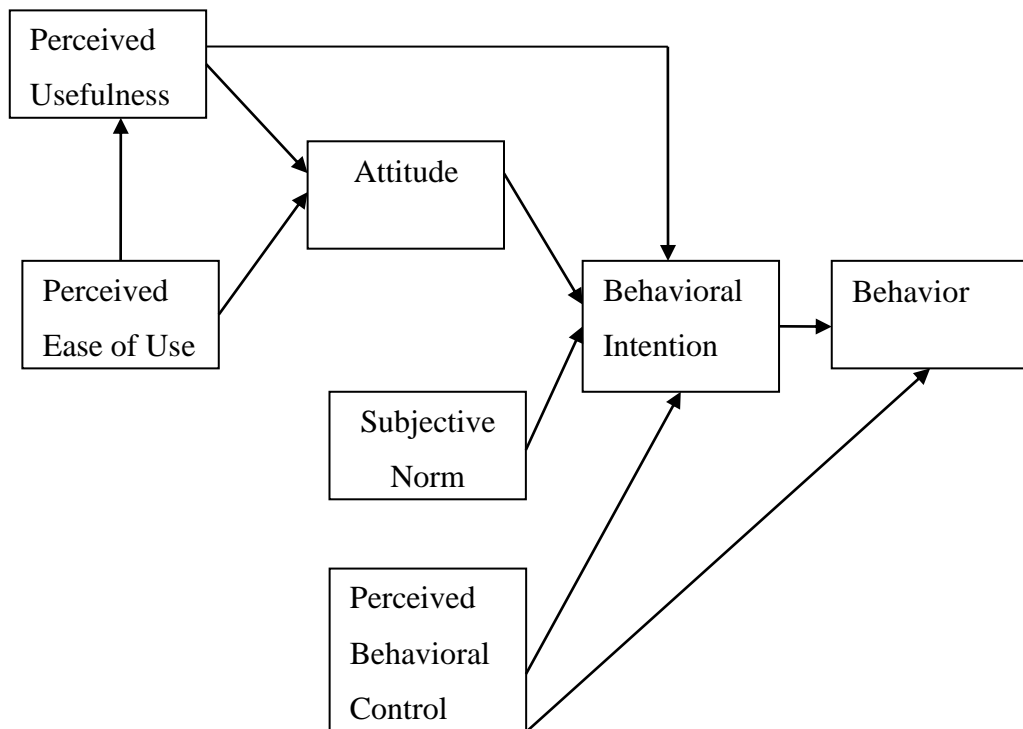 Perceived
Usefulness
Attitude
Perceived
Ease of Use
Behavioral
Intention
Behavior
Subjective
Norm
Perceived
Behavioral
Control